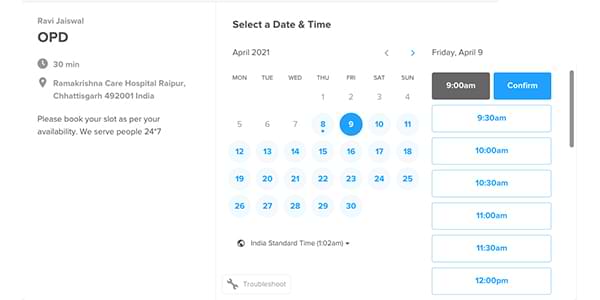 Ravi Jaiswal
OPD
30 min
Ramakrishna Care Hospital Raipur,
Chhattisgarh 492001 India
Please book your slot as per your
availability. We serve people 24*7
Select a Date & Time
April 2021
MON TUE WED THU FRI SAT SUN
1 2 3 4
5 6 7 8 9 10 11
12 13 14 15 16 17 18
19 20 21 22 23 24 25
26 27 28 29 30
India Standard Time (1:02am)
Troubleshoot
Friday, April 9
9:00am Confirm
9:30am
10:00am
10:30am
11:00am
11:30am
12:00pm